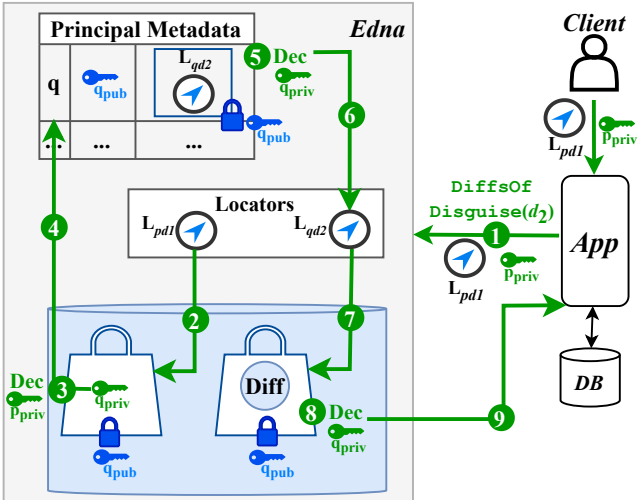 Principal Metadata
Edna
Client
q
q_pub
L_qd2
5
Dec
q_priv
q_pub
...
...
...
6
L_pd1
p_priv
4
Locators
L_pd1
L_qd2
DiffsOf
Disguise(d2)
1
L_pd1
p_priv
App
2
7
Dec
p_priv
3
q_priv
q_pub
Diff
8
Dec
q_priv
q_pub
9
DB